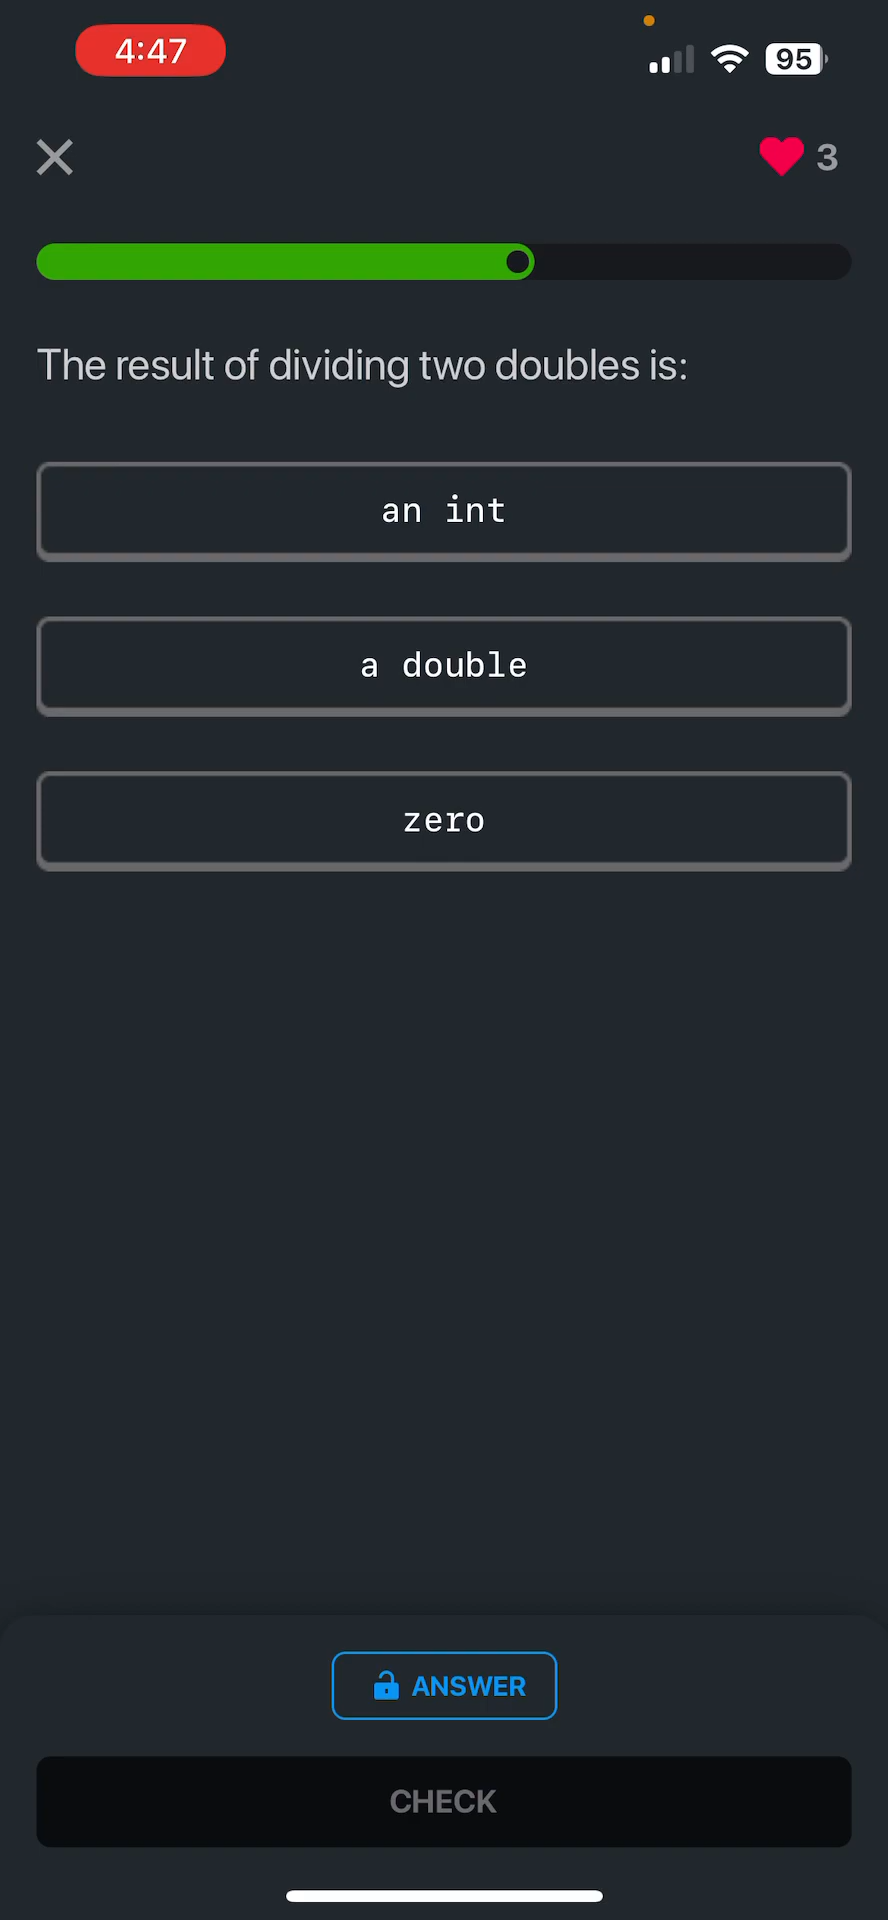 4:47
95
3
The result of dividing two doubles is:
an int
a double
zero
ANSWER
CHECK